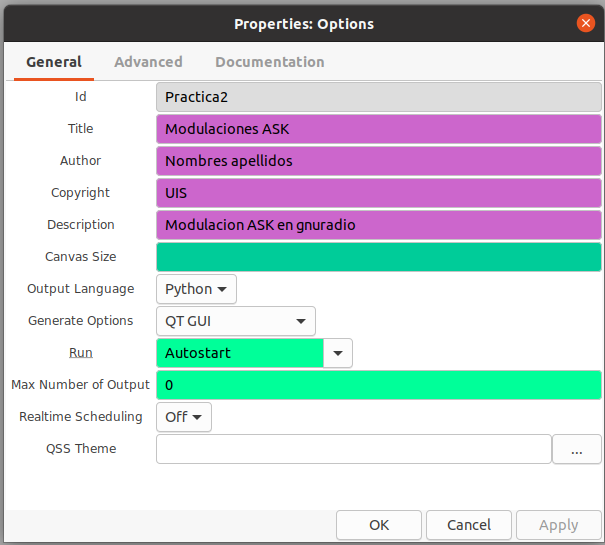 Properties: Options
General Advanced Documentation
Id Practica2
Title Modulaciones ASK
Author Nombres apellidos
Copyright UIS
Description Modulacion ASK en gnuradio
Canvas Size
Output Language Python
Generate Options QT GUI
Run Autostart
Max Number of Output 0
Realtime Scheduling Off
QSS Theme ...
OK Cancel Apply